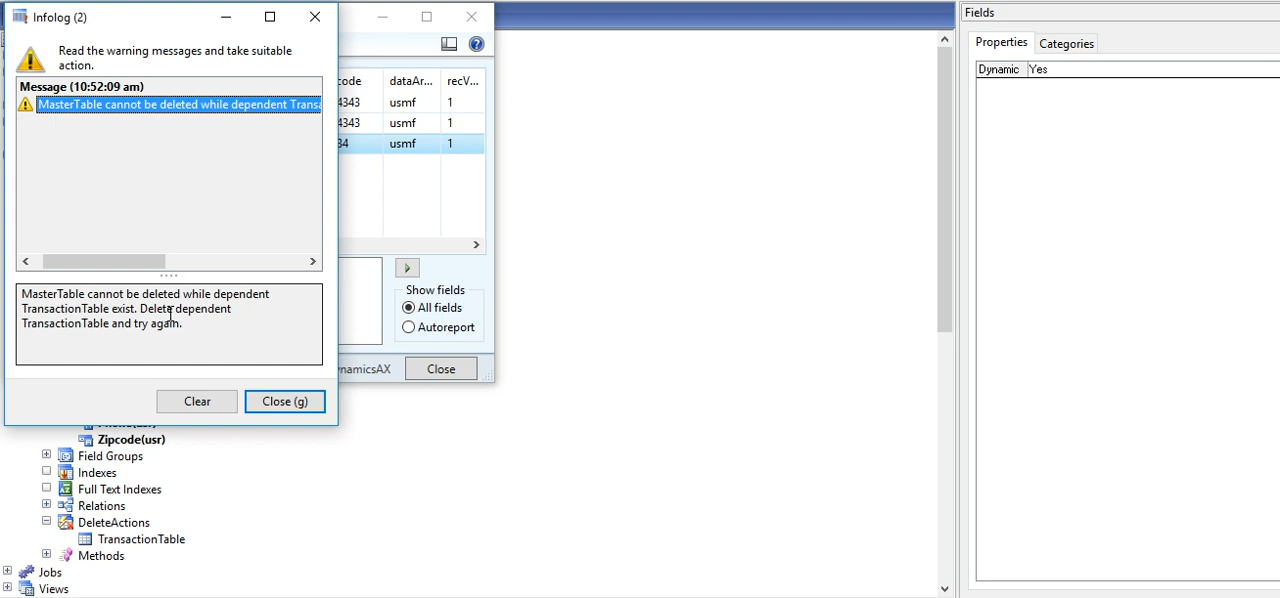 Infolog (2)
Read the warning messages and take suitable
action.
Message (10:52:09 am)
MasterTable cannot be deleted while dependent Transa
MasterTable cannot be deleted while dependent
TransactionTable exist. Delete dependent
TransactionTable and try again.
Clear
Close (g)
code dataAr... recV...
4343 usmf 1
4343 usmf 1
34 usmf 1
Show fields
All fields
Autoreport
namicsAX
Close
Zipcode(usr)
Field Groups
Indexes
Full Text Indexes
Relations
DeleteActions
TransactionTable
Methods
Jobs
Views
Fields
Properties
Categories
Dynamic Yes